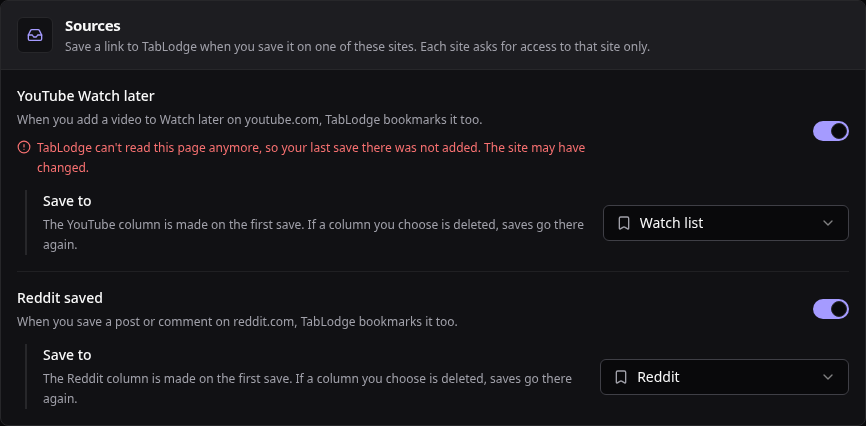 Sources
Save a link to TabLodge when you save it on one of these sites. Each site asks for access to that site only.
YouTube Watch later
When you add a video to Watch later on youtube.com, TabLodge bookmarks it too.
TabLodge can't read this page anymore, so your last save there was not added. The site may have
changed.
Save to
The YouTube column is made on the first save. If a column you choose is deleted, saves go there
again.
Watch list
Reddit saved
When you save a post or comment on reddit.com, TabLodge bookmarks it too.
Save to
The Reddit column is made on the first save. If a column you choose is deleted, saves go there
again.
Reddit